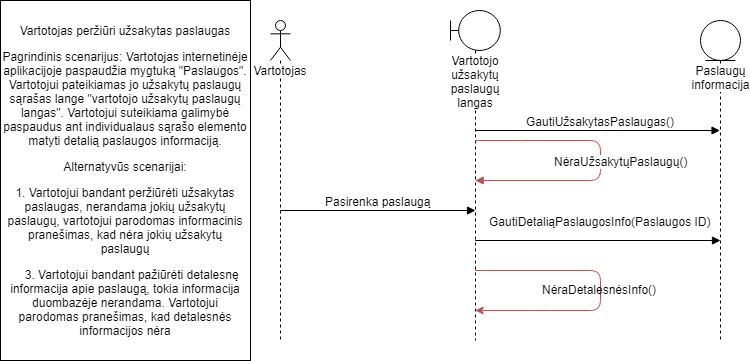 Vartotojas peržiūri užsakytas paslaugas
Pagrindinis scenarijus: Vartotojas internetinėje
aplikacijoje paspaudžia mygtuką "Paslaugos".
Vartotojui pateikiamas jo užsakytų paslaugų
sąrašas lange "vartotojo užsakytų paslaugų
langas". Vartotojui suteikiama galimybė
paspaudus ant individualaus sąrašo elemento
matyti detalią paslaugos informaciją.
Alternatyvūs scenarijai:
1. Vartotojui bandant peržiūrėti užsakytas
paslaugas, nerandama jokių užsakytų
paslaugų, vartotojui parodomas informacinis
pranešimas, kad nėra jokių užsakytų
paslaugų
3. Vartotojui bandant pažiūrėti detalesnę
informacija apie paslaugą, tokia informacija
duombazėje nerandama. Vartotojui
parodomas pranešimas, kad detalesnės
informacijos nėra
Vartotojas
Vartotojo
užsakytų
paslaugų
langas
Paslaugų
informacija
GautiUžsakytasPaslaugas()
NėraUžsakytųPaslaugų()
Pasirenka paslaugą
GautiDetaliąPaslaugosInfo(Paslaugos ID)
NėraDetalesnėsInfo()